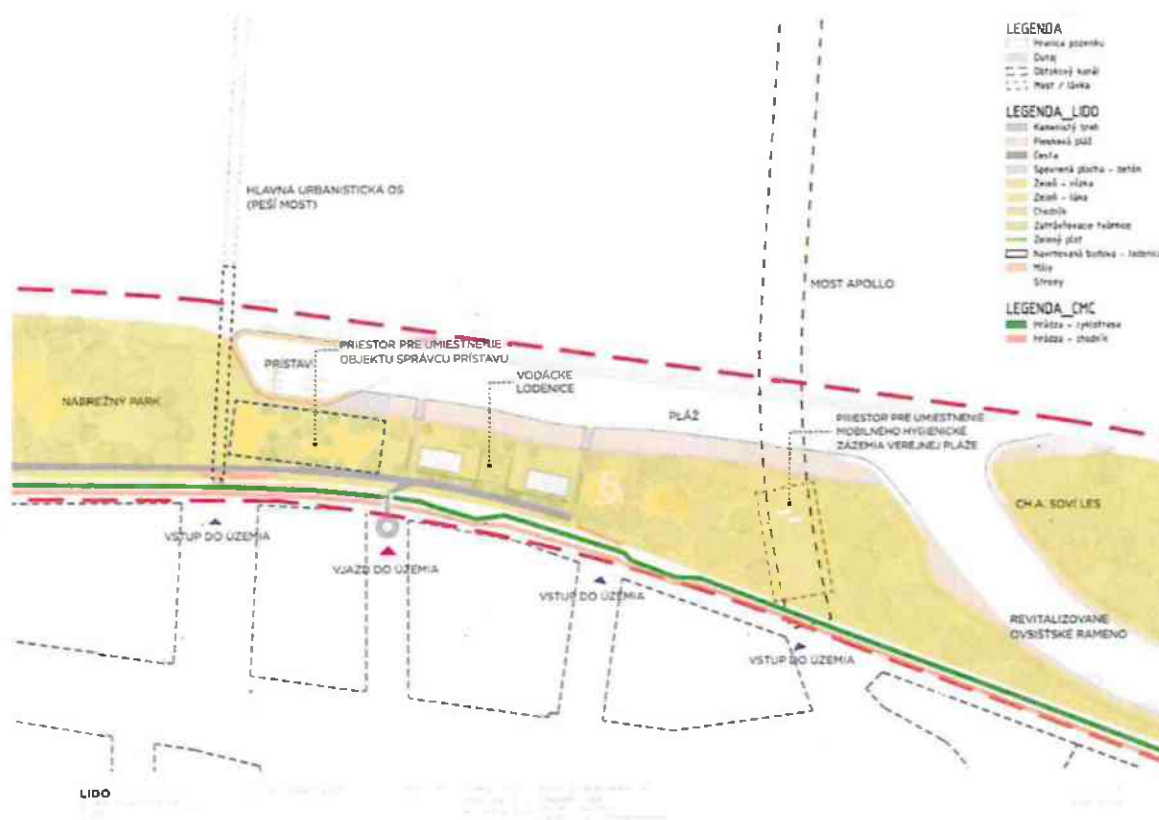 LEGENDA
Hranica pozemku
Dunaj
Obtokový kanál
Most / lávka
LEGENDA_LIDO
Kamenistý breh
Piesková pláž
Cesta
Spevnená plocha - betón
Zeleň - nízka
Zeleň - lúka
Chodník
Zatrávňovacie tvárnice
Zelený plot
Navrhovaná budova - lodenica
Móla
Stromy
LEGENDA_CMC
Hrádza - cyklotrasa
Hrádza - chodník
HLAVNÁ URBANISTICKÁ OS
(PEŠÍ MOST)
MOST APOLLO
PRIESTOR PRE UMIESTNENIE
OBJEKTU SPRÁVCU PRÍSTAVU
PRÍSTAV
VODÁCKE
LODENICE
NÁBREŽNÝ PARK
PLÁŽ
PRIESTOR PRE UMIESTNENIE
MOBILNÉHO HYGIENICKÉ
ZÁZEMIA VEREJNEJ PLÁŽE
CH.A. SOVÍ LES
VSTUP DO ÚZEMIA
VJAZD DO ÚZEMIA
VSTUP DO ÚZEMIA
VSTUP DO ÚZEMIA
REVITALIZOVANÉ
OVSIŠTSKÉ RAMENO
LIDO